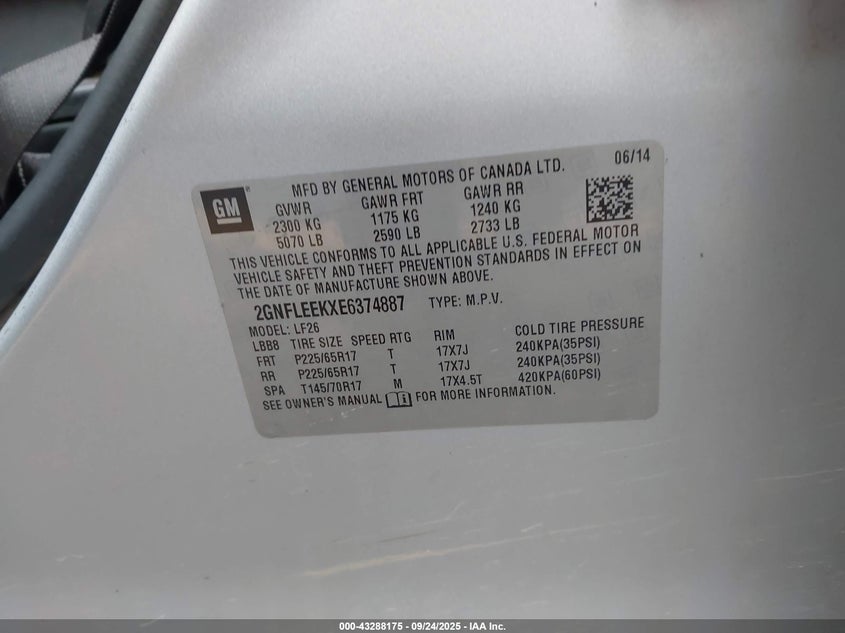 06/14
GM ®
MFD BY GENERAL MOTORS OF CANADA LTD.
GVWR GAWR FRT GAWR RR
2300 KG 1175 KG 1240 KG
5070 LB 2590 LB 2733 LB
THIS VEHICLE CONFORMS TO ALL APPLICABLE U.S. FEDERAL MOTOR
VEHICLE SAFETY AND THEFT PREVENTION STANDARDS IN EFFECT ON
THE DATE OF MANUFACTURE SHOWN ABOVE.
2GNFLEEKXE6374887 TYPE: M.P.V.
MODEL: LF26
LBB8 TIRE SIZE SPEED RTG RIM COLD TIRE PRESSURE
FRT P225/65R17 T 17X7J 240KPA(35PSI)
RR P225/65R17 T 17X7J 240KPA(35PSI)
SPA T145/70R17 M 17X4.5T 420KPA(60PSI)
SEE OWNER'S MANUAL FOR MORE INFORMATION.
000-43288175 - 09/24/2025 - IAA Inc.